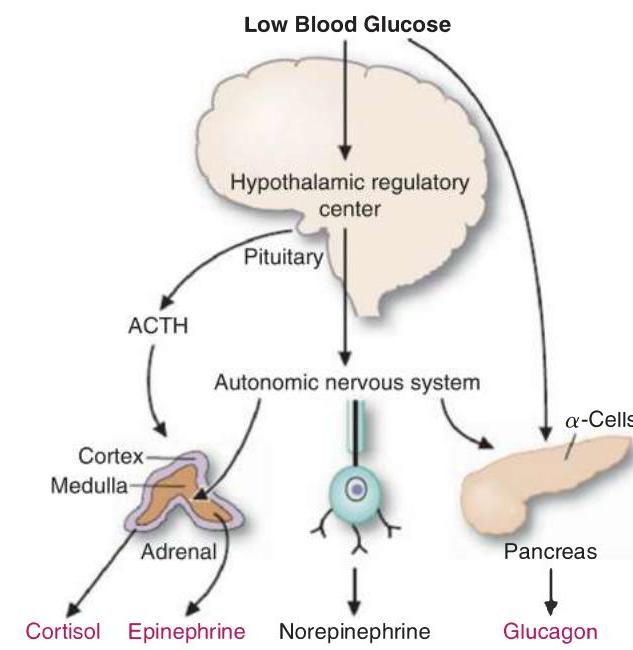 Low Blood Glucose
Hypothalamic regulatory
center
Pituitary
ACTH
Autonomic nervous system
α-Cells
Cortex
Medulla
Adrenal
Pancreas
Cortisol
Epinephrine
Norepinephrine
Glucagon